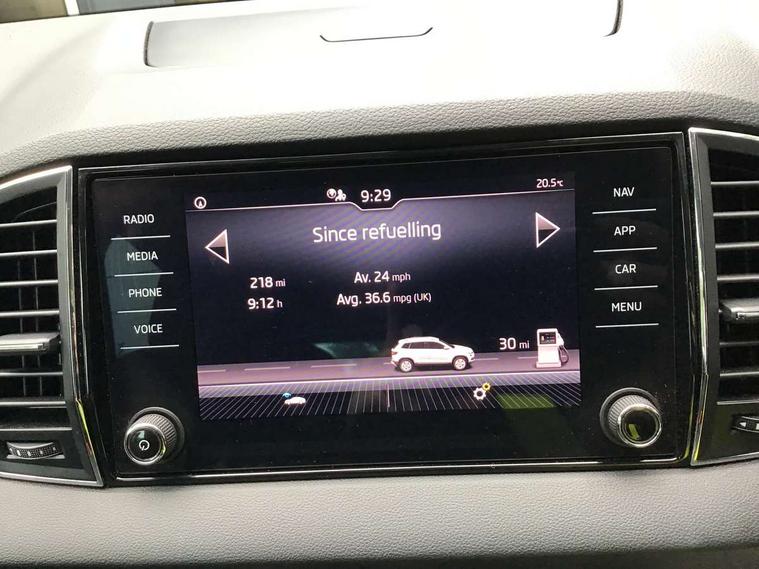 9:29
20.5°C
Since refuelling
218 mi
Av. 24 mph
9:12 h
Avg. 36.6 mpg (UK)
30 mi
RADIO
MEDIA
PHONE
VOICE
NAV
APP
CAR
MENU